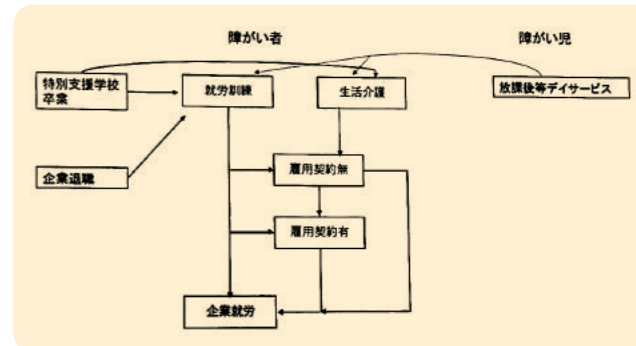 障がい者
障がい児
特別支援学校
卒業
就労訓練
生活介護
放課後等デイサービス
企業退職
雇用契約無
雇用契約有
企業就労